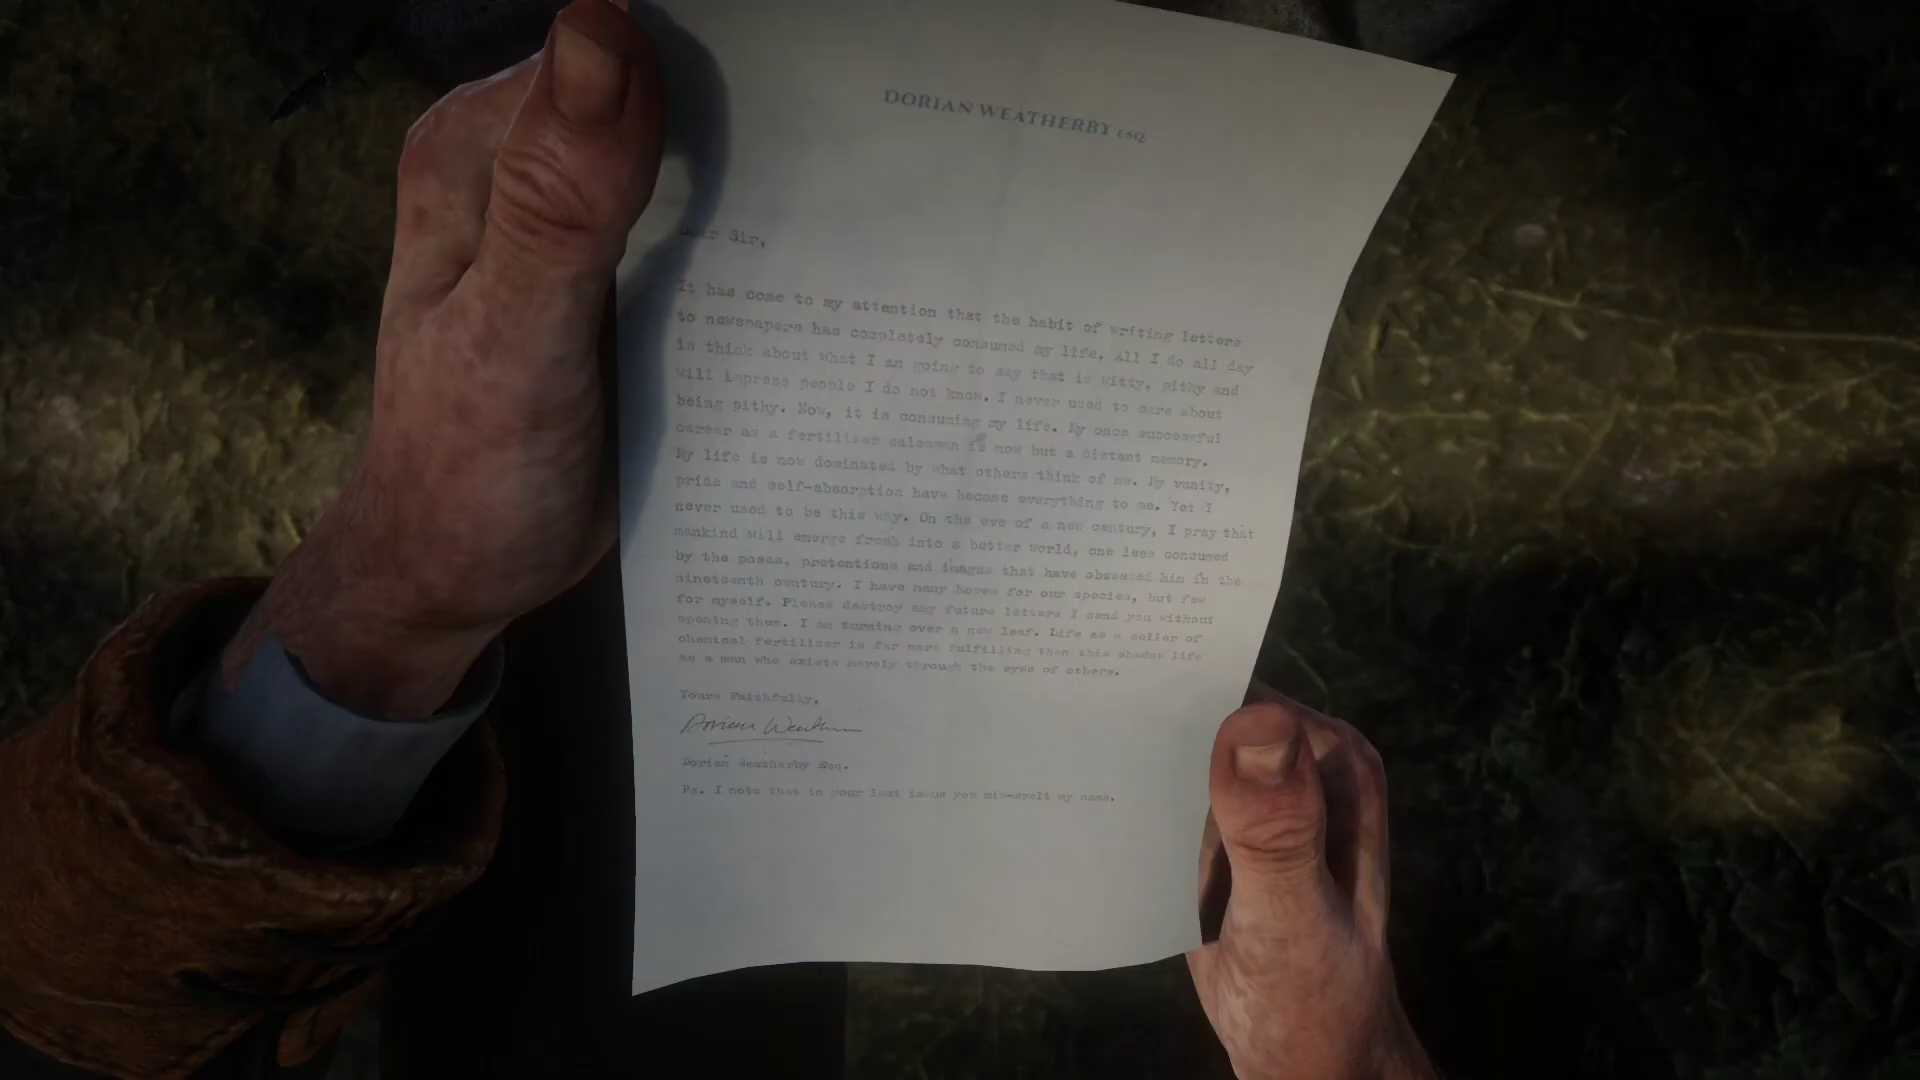 DORIAN WEATHERBY ESQ
Dear Sir,
It has come to my attention that the habit of writing letters
to newspapers has completely consumed my life. All I do all day
is think about what I am going to say that is witty, pithy and
will impress people I do not know. I never used to care about
being pithy. Now, it is consuming my life. My once successful
career as a fertilizer salesman is now but a distant memory.
My life is now dominated by what others think of me. My vanity,
pride and self-absorption have become everything to me. Yet I
never used to be this way. On the eve of a new century, I pray that
mankind will emerge fresh into a better world, one less consumed
by the poses, pretentions and images that have obsessed him in the
nineteenth century. I have many hopes for our species, but few
for myself. Please destroy any future letters I send you without
opening them. I am turning over a new leaf. Life as a seller of
chemical fertilizer is far more fulfilling than this shadow life
as a man who exists merely through the eyes of others.
Yours Faithfully,
Dorian Weatherby Esq.
Ps. I note that in your last issue you mis-spelt my name.